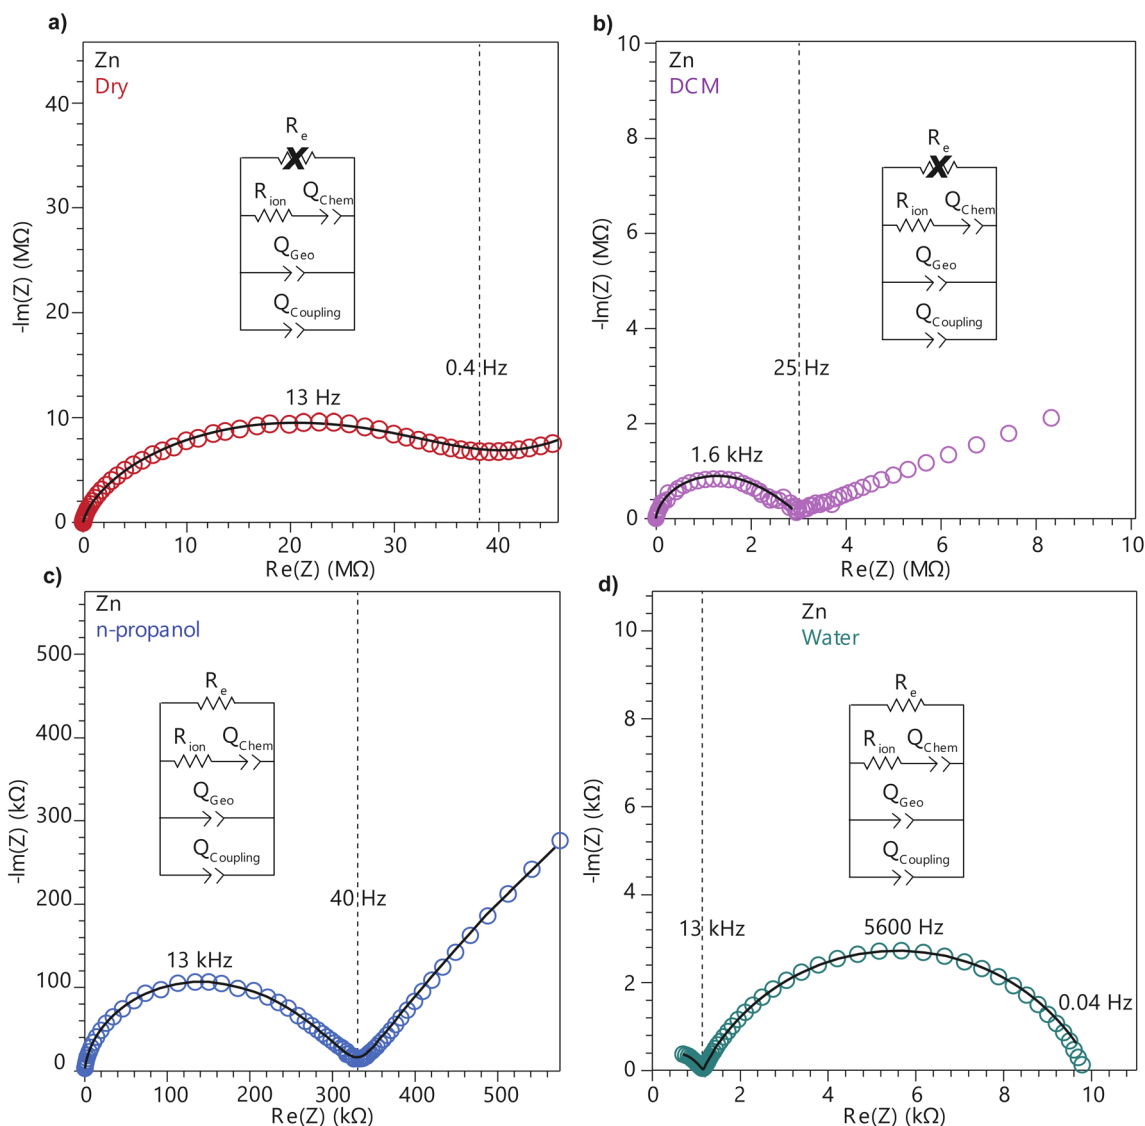 a)
Zn
Dry
R e
R ion Q Chem
Q Geo
Q Coupling
0.4 Hz
13 Hz
-Im(Z) (MΩ)
40
30
20
10
0
0 10 20 30 40
Re(Z) (MΩ)
b)
Zn
DCM
R e
R ion Q Chem
Q Geo
Q Coupling
25 Hz
1.6 kHz
-Im(Z) (MΩ)
10
8
6
4
2
0
0 2 4 6 8 10
Re(Z) (MΩ)
c)
Zn
n-propanol
R e
R ion Q Chem
Q Geo
Q Coupling
40 Hz
13 kHz
-Im(Z) (kΩ)
500
400
300
200
100
0
0 100 200 300 400 500
Re(Z) (kΩ)
d)
Zn
Water
R e
R ion Q Chem
Q Geo
Q Coupling
13 kHz
5600 Hz
0.04 Hz
-Im(Z) (kΩ)
10
8
6
4
2
0
0 2 4 6 8 10
Re(Z) (kΩ)